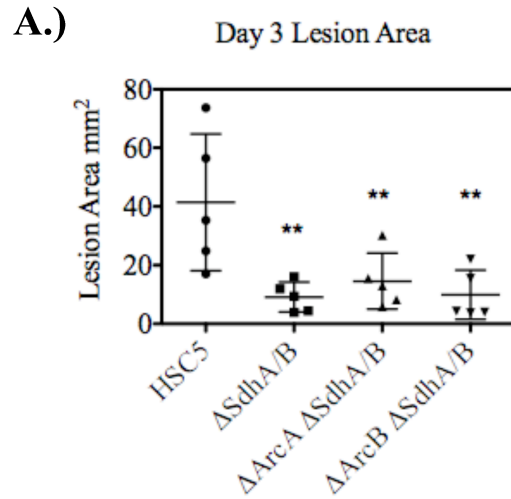 A.)
Day 3 Lesion Area
Lesion Area mm²
80
60
40
20
0
**
**
**
HSC5
ΔSdhA/B
ΔArcA ΔSdhA/B
ΔArcB ΔSdhA/B